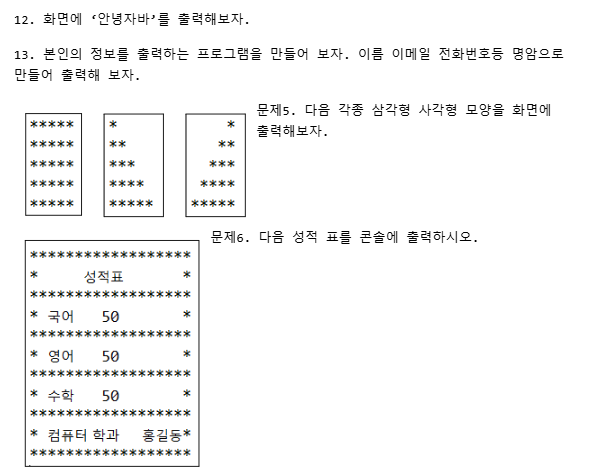 12. 화면에 ‘안녕자바’를 출력해보자.
13. 본인의 정보를 출력하는 프로그램을 만들어 보자. 이름 이메일 전화번호등 명암으로
만들어 출력해 보자.
문제5. 다음 각종 삼각형 사각형 모양을 화면에
출력해보자.
***** * *
***** ** **
***** *** ***
***** **** ****
***** ***** *****
문제6. 다음 성적 표를 콘솔에 출력하시오.
******************
* 성적표 *
******************
* 국어 50 *
******************
* 영어 50 *
******************
* 수학 50 *
******************
* 컴퓨터 학과 홍길동*
******************